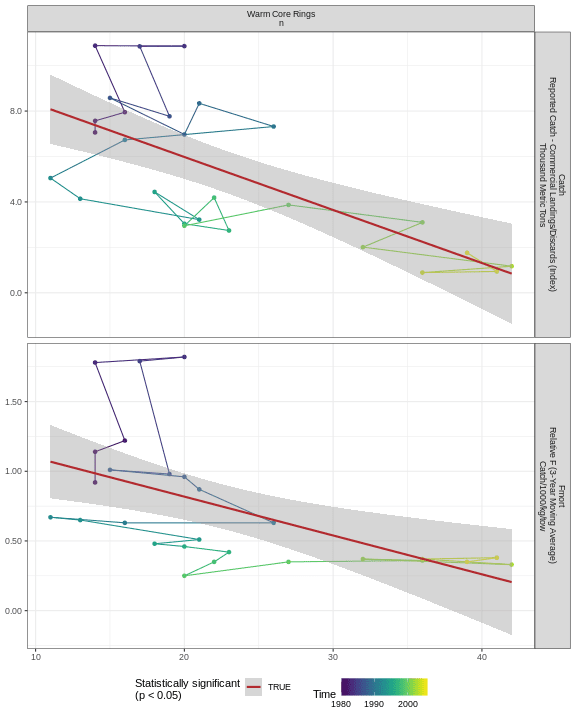 Warm Core Rings
n
8.0
4.0
0.0
Catch
Reported Catch - Commercial Landings/Discards (Index)
Thousand Metric Tons
1.50
1.00
0.50
0.00
Fmort
Relative F (3-Year Moving Average)
Catch/1000/kg/tow
10 20 30 40
Statistically significant
(p < 0.05)
TRUE
Time
1980 1990 2000